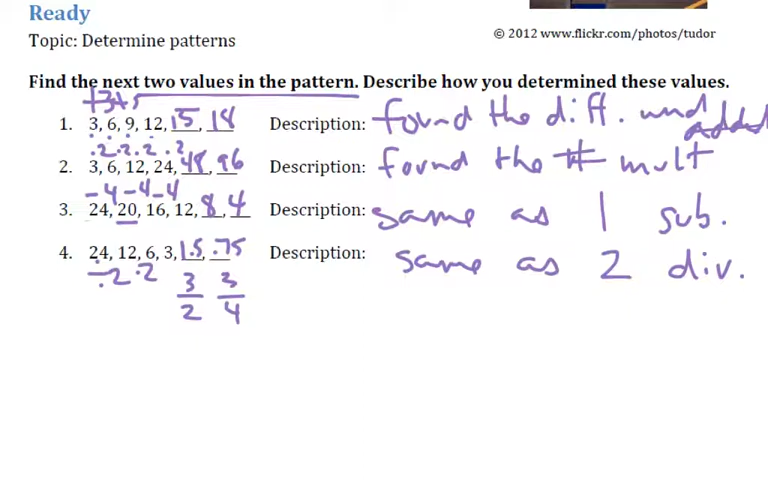 Ready
Topic: Determine patterns
© 2012 www.flickr.com/photos/tudor
Find the next two values in the pattern. Describe how you determined these values.
+3+
1. 3, 6, 9, 12, 15, 18 Description: found the diff. and added
·2 ·2 ·2 ·2
2. 3, 6, 12, 24, 48, 96 Description: found the # mult
-4 -4 -4
3. 24, 20, 16, 12, 8, 4 Description: same as 1 sub.
4. 24, 12, 6, 3, 1.5, .75 Description: same as 2 div.
÷2 ·2
3/2 3/4